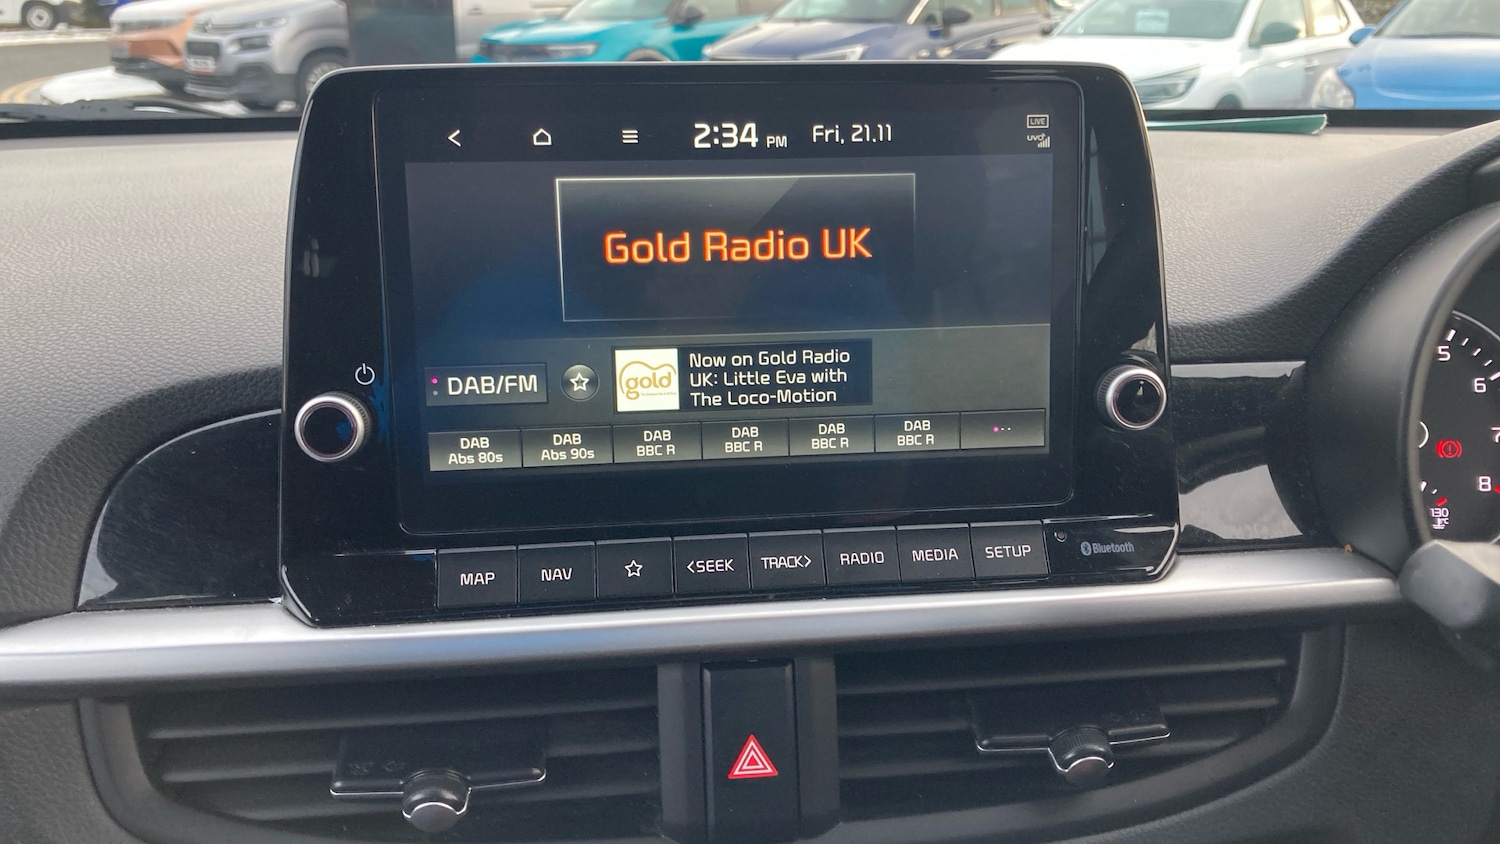 2:34 PM Fri, 21.11
LIVE
UVO
Gold Radio UK
DAB/FM
gold
Now on Gold Radio
UK: Little Eva with
The Loco-Motion
DAB
Abs 80s
DAB
Abs 90s
DAB
BBC R
DAB
BBC R
DAB
BBC R
DAB
BBC R
MAP
NAV
<SEEK
TRACK>
RADIO
MEDIA
SETUP
Bluetooth
5
6
7
8
130